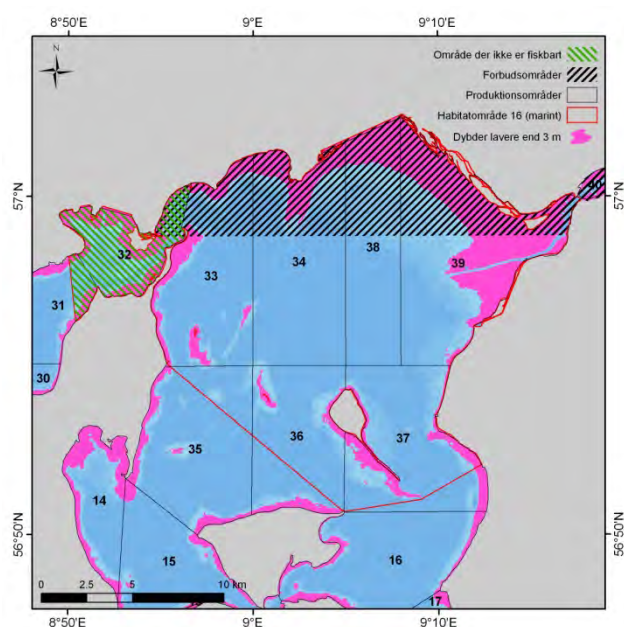 8°50'E 9°E 9°10'E
N
Område der ikke er fiskbart
Forbudsområder
Produktionsområder
Habitatområde 16 (marint)
Dybder lavere end 3 m
57°N 57°N
40
32
39
38
34
33
31
30
36
37
35
14
15
16
56°50'N 56°50'N
0 2.5 5 10 km
17
8°50'E 9°E 9°10'E